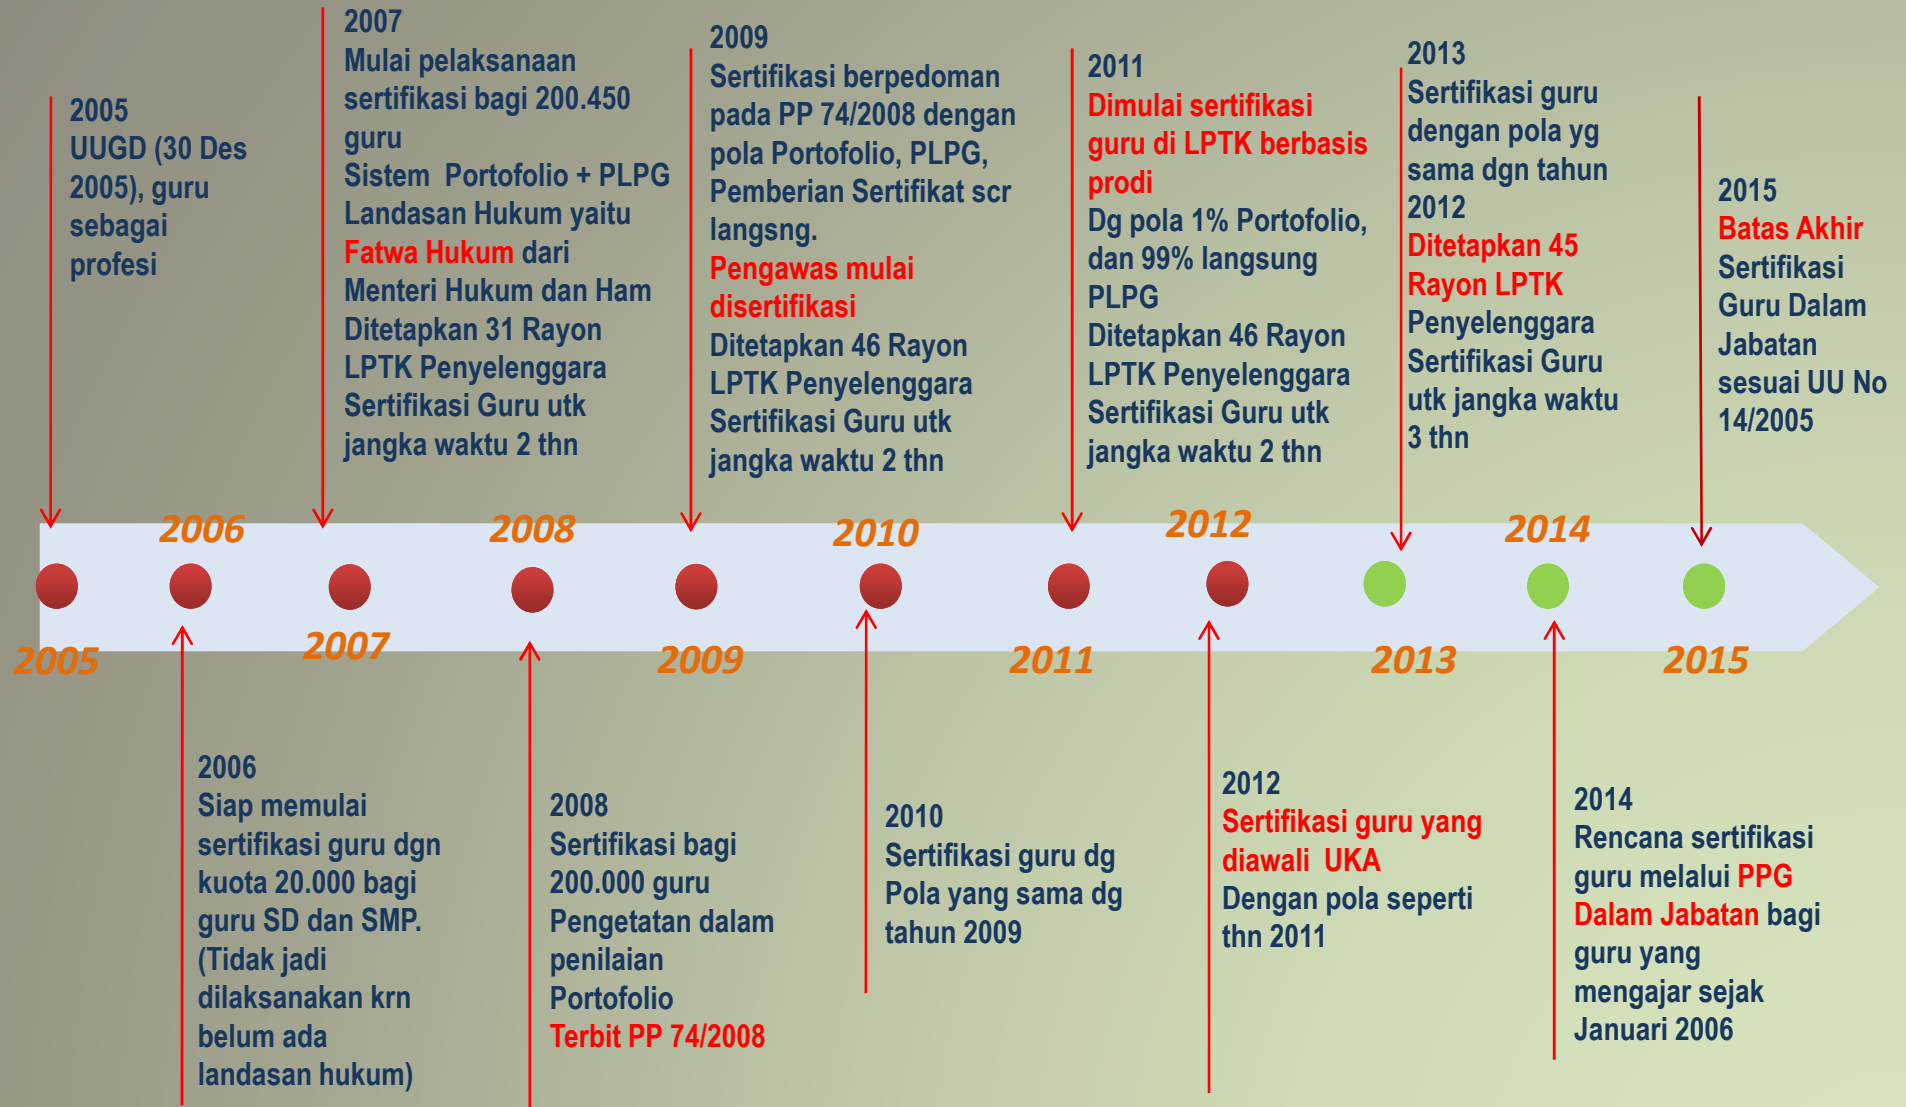 2005
UUGD (30 Des
2005), guru
sebagai
profesi
2007
Mulai pelaksanaan
sertifikasi bagi 200.450
guru
Sistem Portofolio + PLPG
Landasan Hukum yaitu
Fatwa Hukum dari
Menteri Hukum dan Ham
Ditetapkan 31 Rayon
LPTK Penyelenggara
Sertifikasi Guru utk
jangka waktu 2 thn
2009
Sertifikasi berpedoman
pada PP 74/2008 dengan
pola Portofolio, PLPG,
Pemberian Sertifikat scr
langsng.
Pengawas mulai
disertifikasi
Ditetapkan 46 Rayon
LPTK Penyelenggara
Sertifikasi Guru utk
jangka waktu 2 thn
2011
Dimulai sertifikasi
guru di LPTK berbasis
prodi
Dg pola 1% Portofolio,
dan 99% langsung
PLPG
Ditetapkan 46 Rayon
LPTK Penyelenggara
Sertifikasi Guru utk
jangka waktu 2 thn
2013
Sertifikasi guru
dengan pola yg
sama dgn tahun
2012
Ditetapkan 45
Rayon LPTK
Penyelenggara
Sertifikasi Guru
utk jangka waktu
3 thn
2015
Batas Akhir
Sertifikasi
Guru Dalam
Jabatan
sesuai UU No
14/2005
2006
2008
2010
2012
2014
2005
2007
2009
2011
2013
2015
2006
Siap memulai
sertifikasi guru dgn
kuota 20.000 bagi
guru SD dan SMP.
(Tidak jadi
dilaksanakan krn
belum ada
landasan hukum)
2008
Sertifikasi bagi
200.000 guru
Pengetatan dalam
penilaian
Portofolio
Terbit PP 74/2008
2010
Sertifikasi guru dg
Pola yang sama dg
tahun 2009
2012
Sertifikasi guru yang
diawali UKA
Dengan pola seperti
thn 2011
2014
Rencana sertifikasi
guru melalui PPG
Dalam Jabatan bagi
guru yang
mengajar sejak
Januari 2006